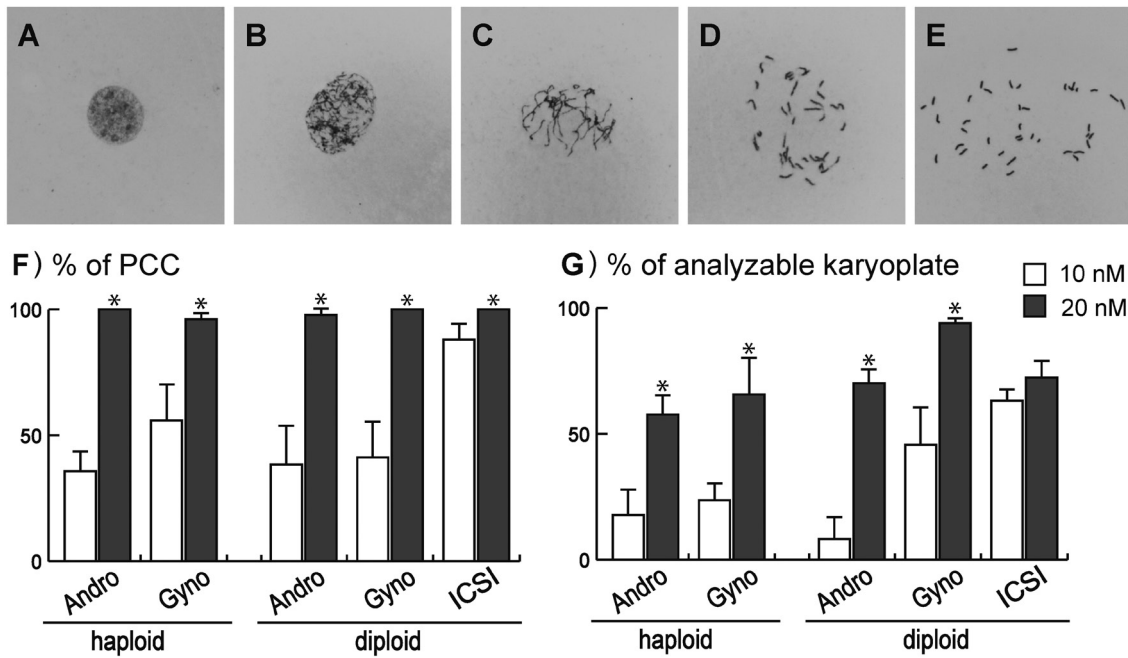 A
B
C
D
E
F) % of PCC
100
50
0
* * * * *
Andro Gyno Andro Gyno ICSI
haploid diploid
G) % of analyzable karyoplate
10 nM
20 nM
100
50
0
* * * *
Andro Gyno Andro Gyno ICSI
haploid diploid